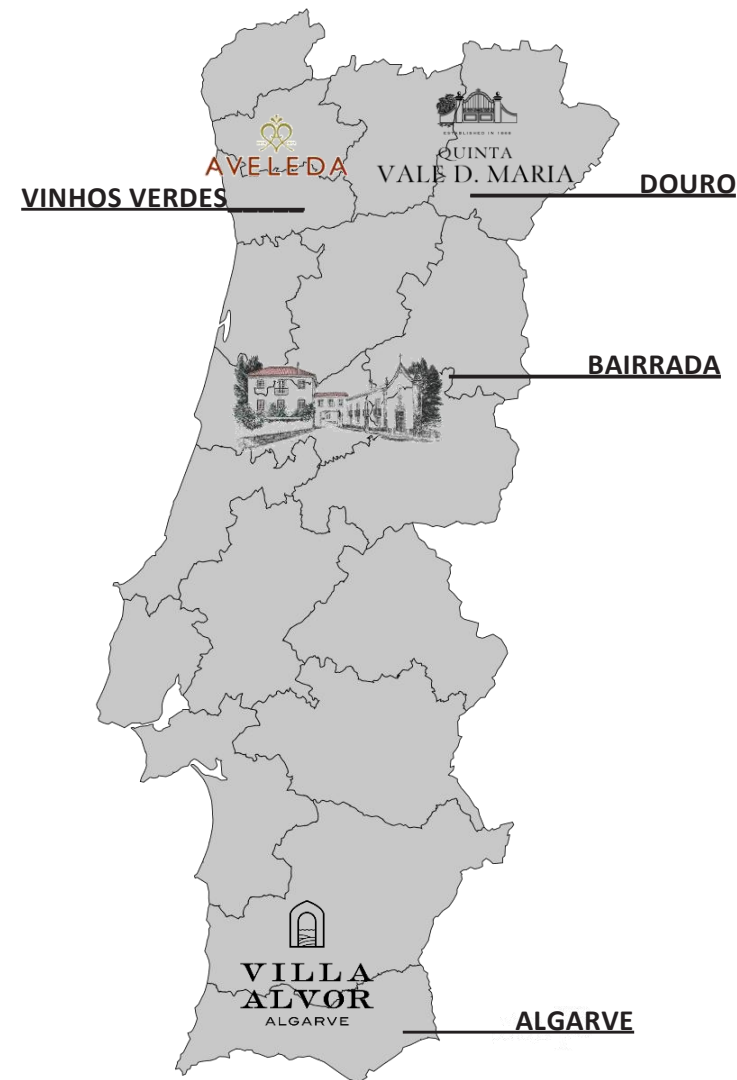 AVELEDA
VINHOS VERDES
ESTABLISHED IN 1868
QUINTA
VALE D. MARIA
DOURO
BAIRRADA
VILLA
ALVOR
ALGARVE
ALGARVE